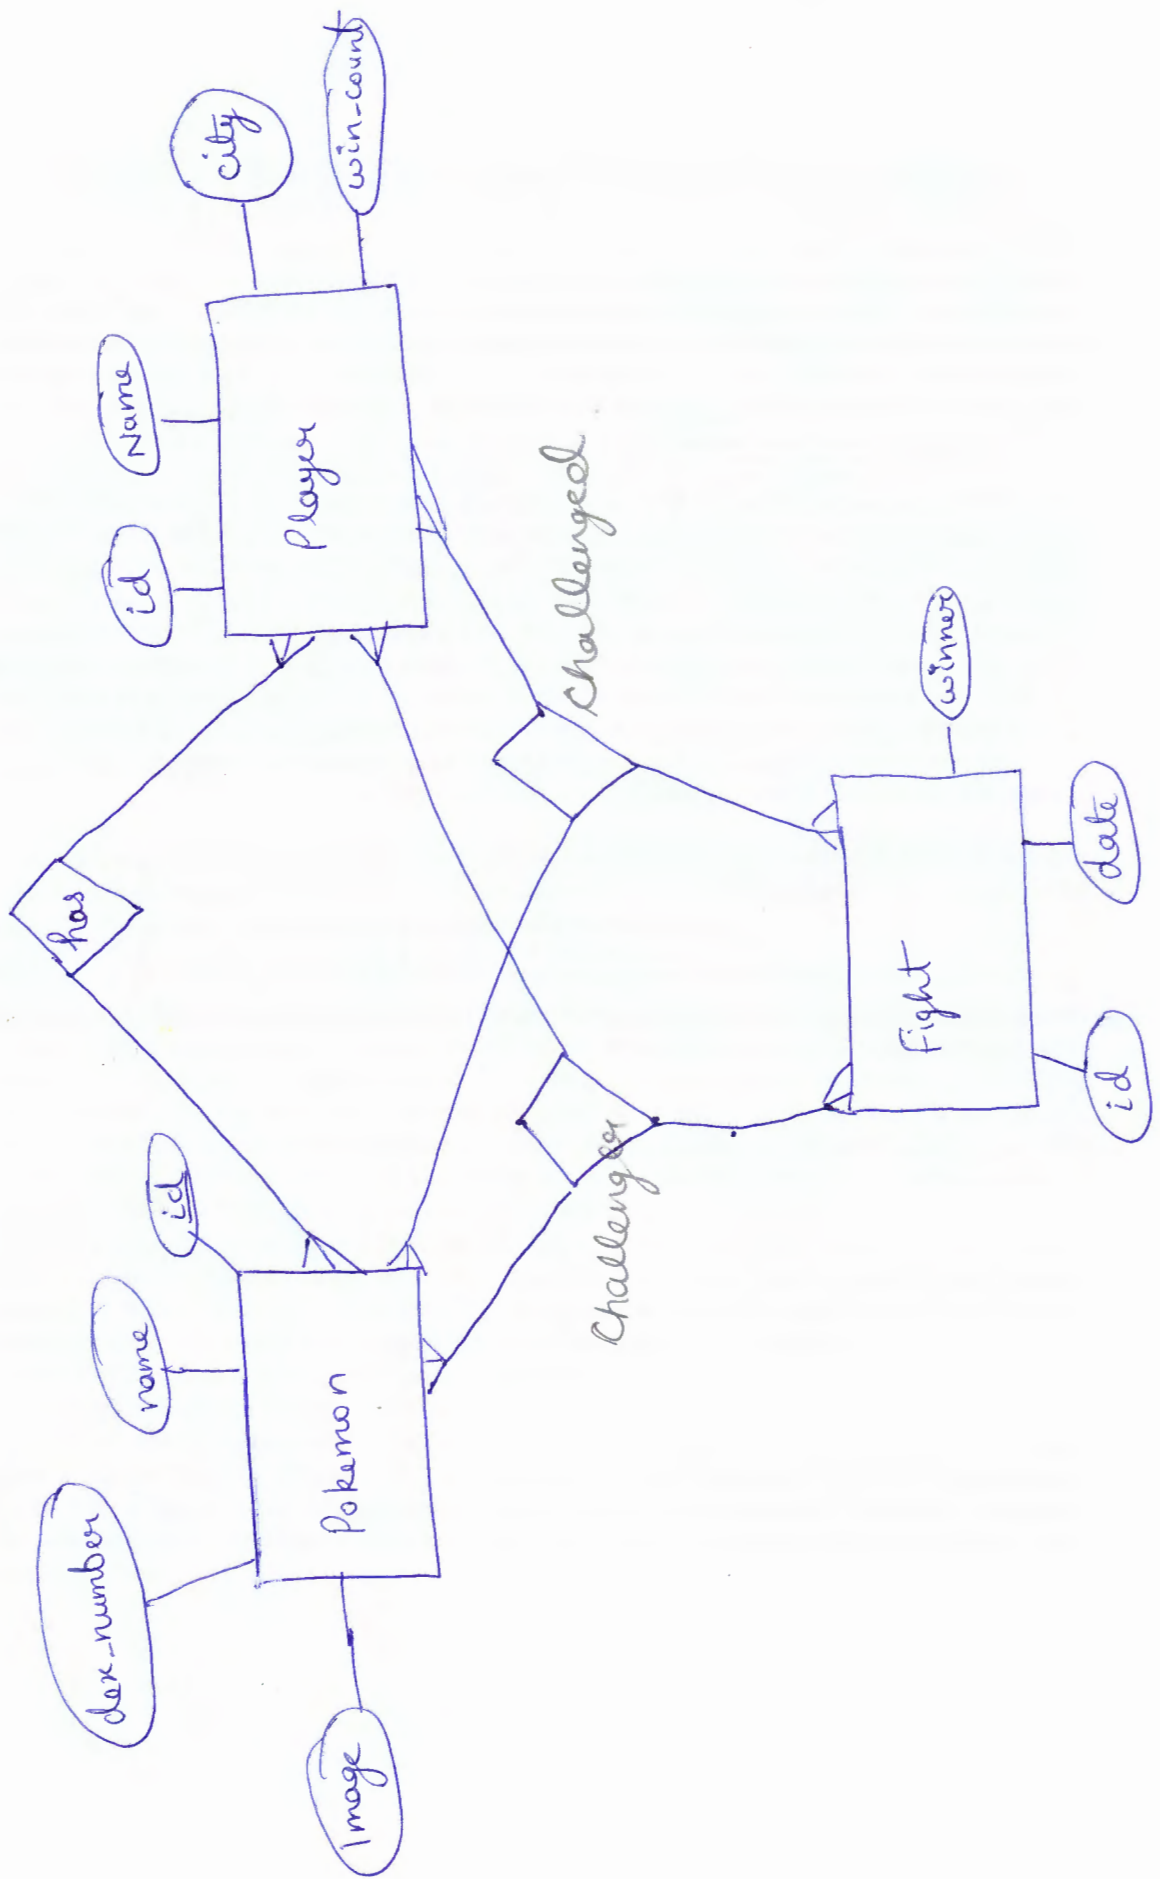 dex_number
name
id
has
id
Name
city
win-count
Image
Pokemon
Player
Challenger
Challenged
Fight
winner
id
date